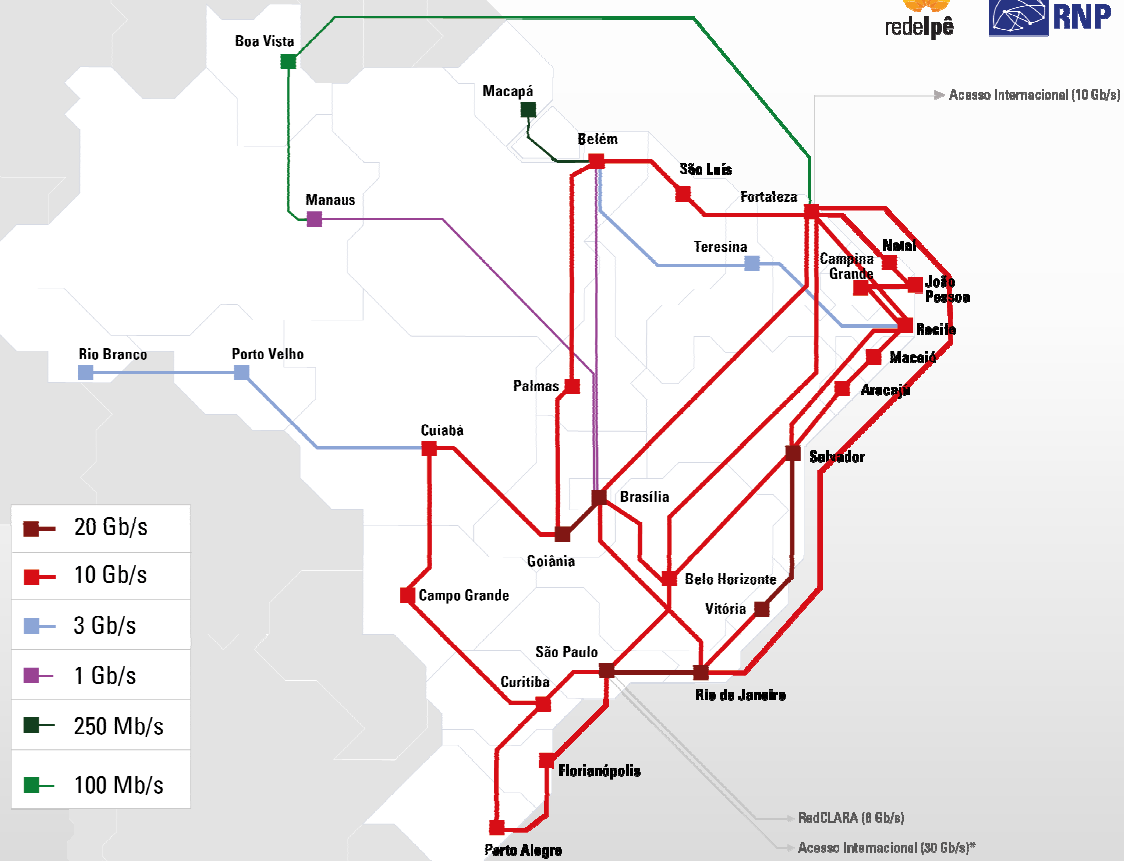 redeIpê
RNP
Boa Vista
Acesso Internacional (10 Gb/s)
Macapá
Belém
São Luís
Fortaleza
Manaus
Teresina
Natal
Campina
Grande
João
Pessoa
Recife
Rio Branco
Porto Velho
Maceió
Palmas
Aracaju
Cuiabá
Salvador
Brasília
20 Gb/s
Goiânia
10 Gb/s
Belo Horizonte
Campo Grande
Vitória
3 Gb/s
São Paulo
1 Gb/s
Curitiba
Rio de Janeiro
250 Mb/s
Florianópolis
100 Mb/s
RedCLARA (6 Gb/s)
Acesso Internacional (30 Gb/s)*
Porto Alegre